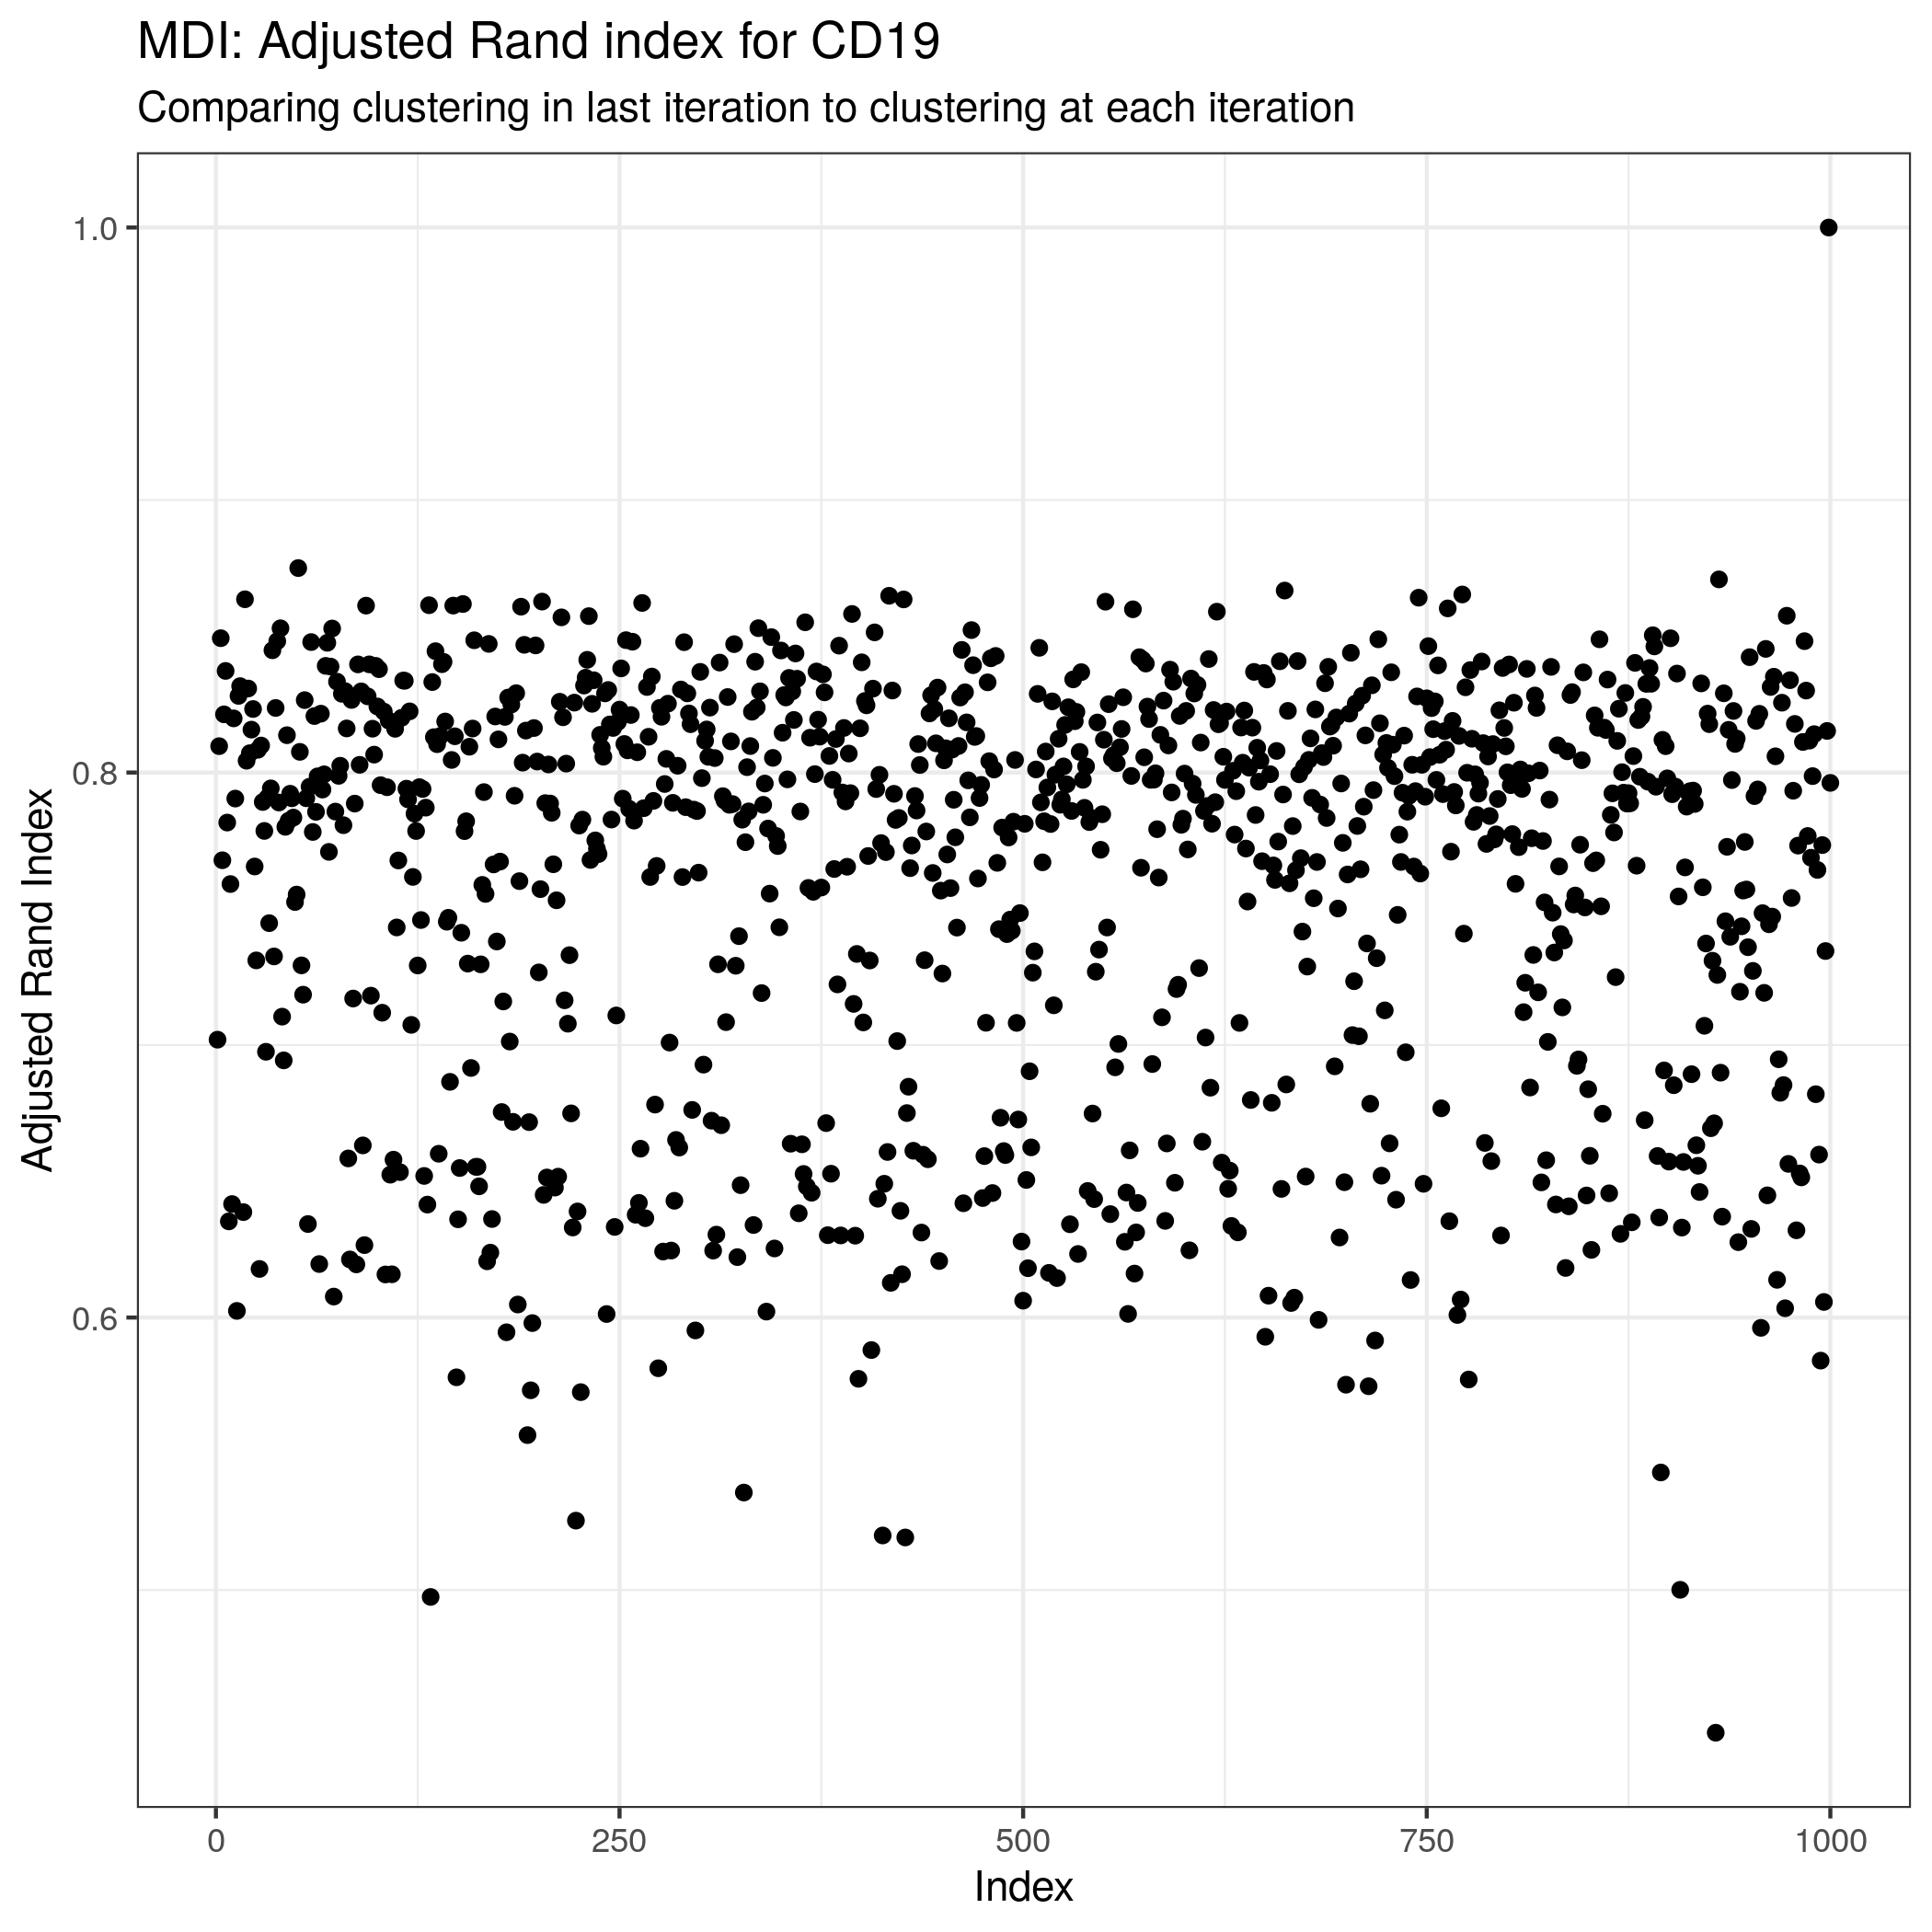 MDI: Adjusted Rand index for CD19
Comparing clustering in last iteration to clustering at each iteration
Adjusted Rand Index
1.0
0.8
0.6
0 250 500 750 1000
Index